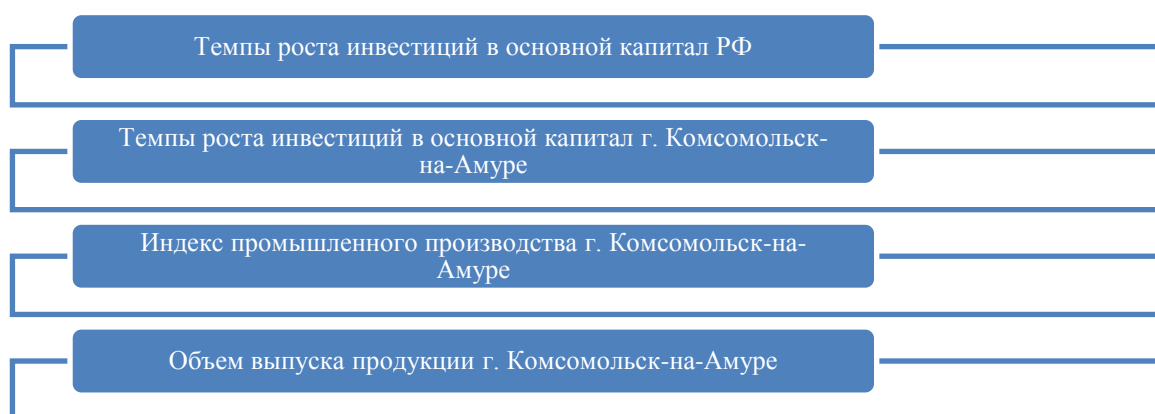 Темпы роста инвестиций в основной капитал РФ
Темпы роста инвестиций в основной капитал г. Комсомольск-
на-Амуре
Индекс промышленного производства г. Комсомольск-на-
Амуре
Объем выпуска продукции г. Комсомольск-на-Амуре